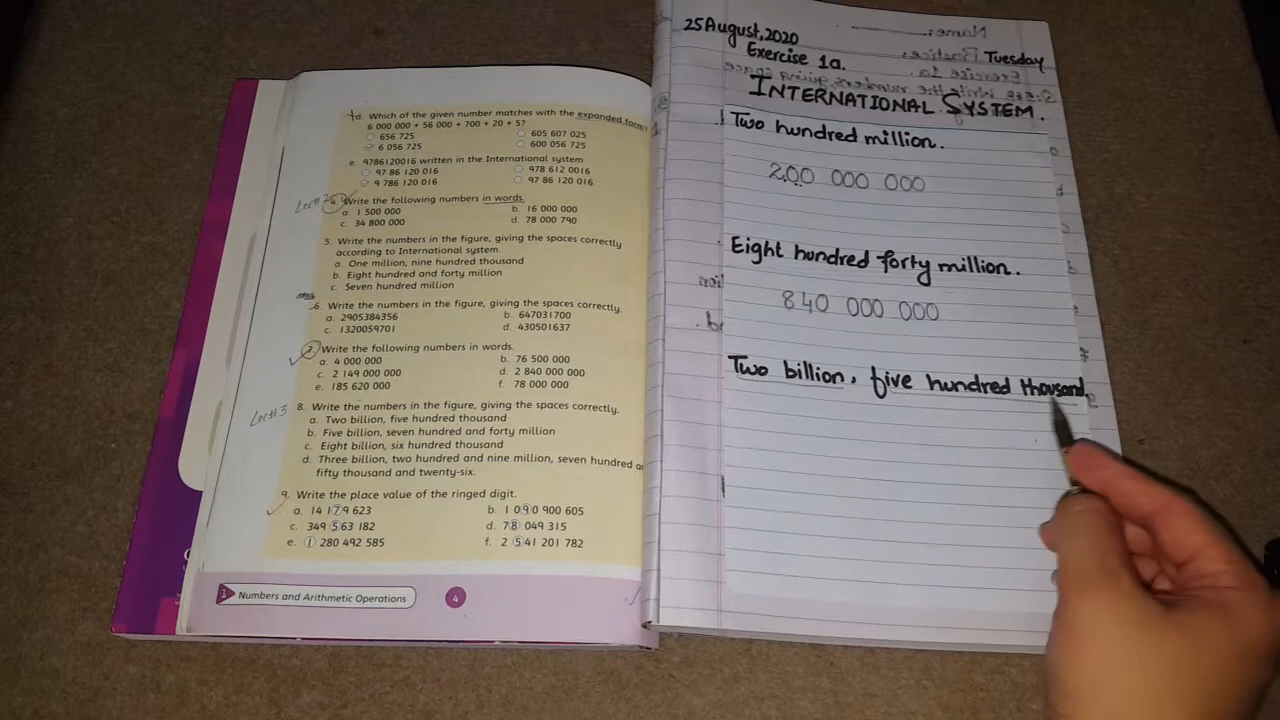 d. Which of the given number matches with the expanded form?
6 000 000 + 56 000 + 700 + 20 + 5?
656 725
605 607 025
6 056 725
600 056 725
e. 9786120016 written in the International system
97 86 120 016
978 612 0016
9 786 120 016
97 86 120 016
4. Write the following numbers in words.
a. 1 500 000
b. 16 000 000
c. 34 800 000
d. 78 000 790
5. Write the numbers in the figure, giving the spaces correctly
according to International system.
a. One million, nine hundred thousand
b. Eight hundred and forty million
c. Seven hundred million
6. Write the numbers in the figure, giving the spaces correctly.
a. 2905384356
b. 647031700
c. 1320059701
d. 430501637
7. Write the following numbers in words.
a. 4 000 000
b. 76 500 000
c. 2 149 000 000
d. 2 840 000 000
e. 185 620 000
f. 78 000 000
Lec#3
8. Write the numbers in the figure, giving the spaces correctly.
a. Two billion, five hundred thousand
b. Five billion, seven hundred and forty million
c. Eight billion, six hundred thousand
d. Three billion, two hundred and nine million, seven hundred
fifty thousand and twenty-six.
9. Write the place value of the ringed digit.
a. 14 179 623
b. 1 090 900 605
c. 349 563 182
d. 78 049 315
e. 1 280 492 585
f. 2 541 201 782
1 Numbers and Arithmetic Operations 4
25 August, 2020
Exercise 1a. Tuesday
INTERNATIONAL SYSTEM.
Two hundred million.
200 000 000
Eight hundred forty million.
840 000 000
Two billion, five hundred thousand.